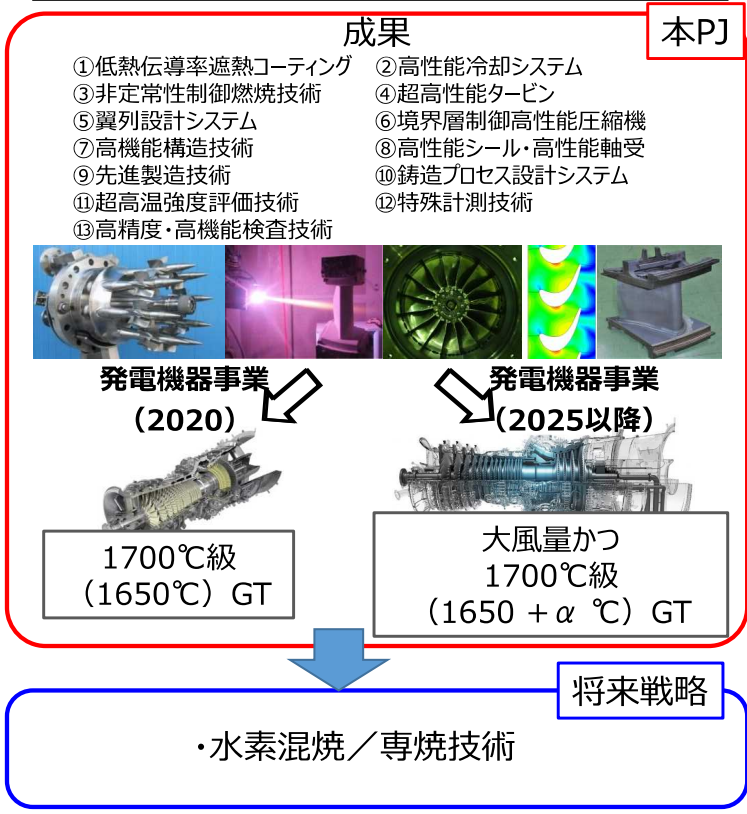 本PJ
成果
①低熱伝導率遮熱コーティング ②高性能冷却システム
③非定常性制御燃焼技術 ④超高性能タービン
⑤翼列設計システム ⑥境界層制御高性能圧縮機
⑦高機能構造技術 ⑧高性能シール・高性能軸受
⑨先進製造技術 ⑩鋳造プロセス設計システム
⑪超高温強度評価技術 ⑫特殊計測技術
⑬高精度・高機能検査技術
発電機器事業
（2020）
発電機器事業
（2025以降）
1700℃級
（1650℃）GT
大風量かつ
1700℃級
（1650 ＋α ℃）GT
将来戦略
・水素混焼／専焼技術